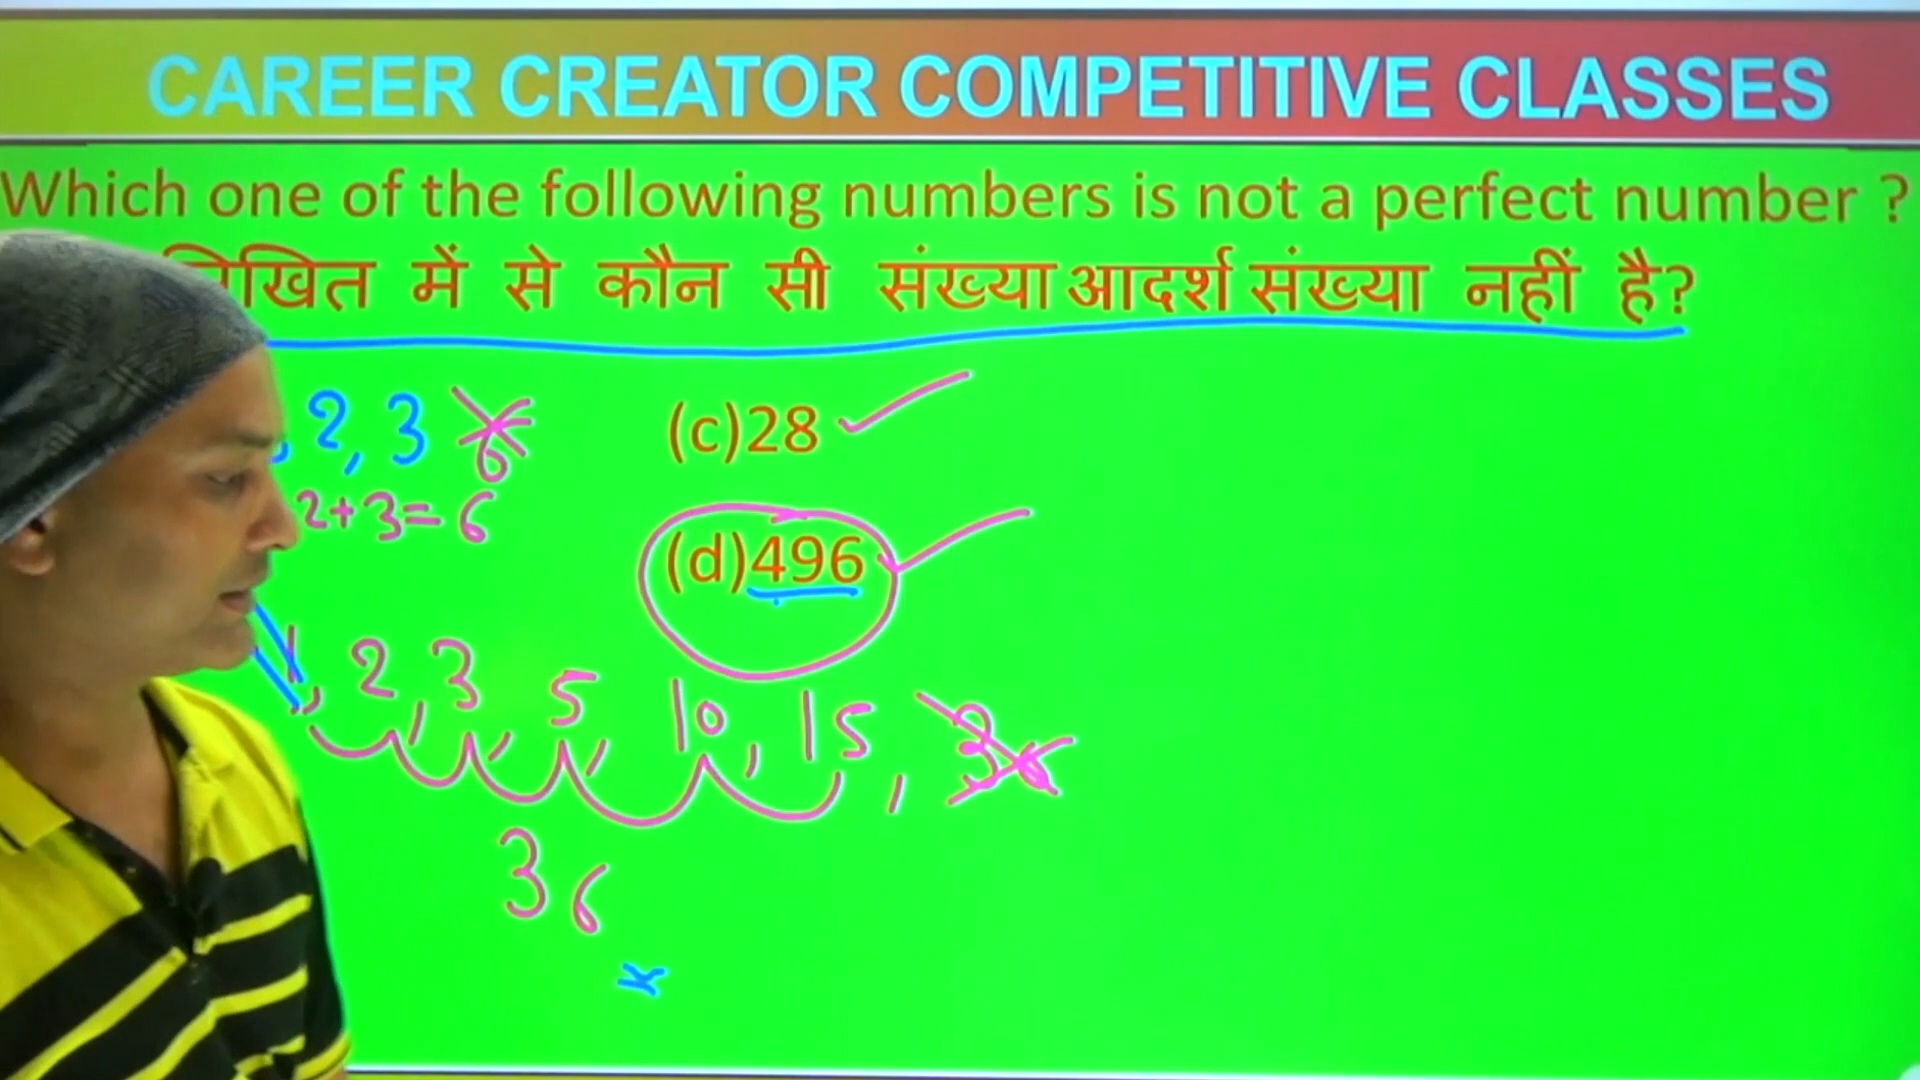 CAREER CREATOR COMPETITIVE CLASSES
Which one of the following numbers is not a perfect number ?
में से कौन सी संख्या आदर्श संख्या नहीं है?
2, 3 6
(c)28
2+3=6
(d)496
1, 2, 3, 5, 10, 15,
36